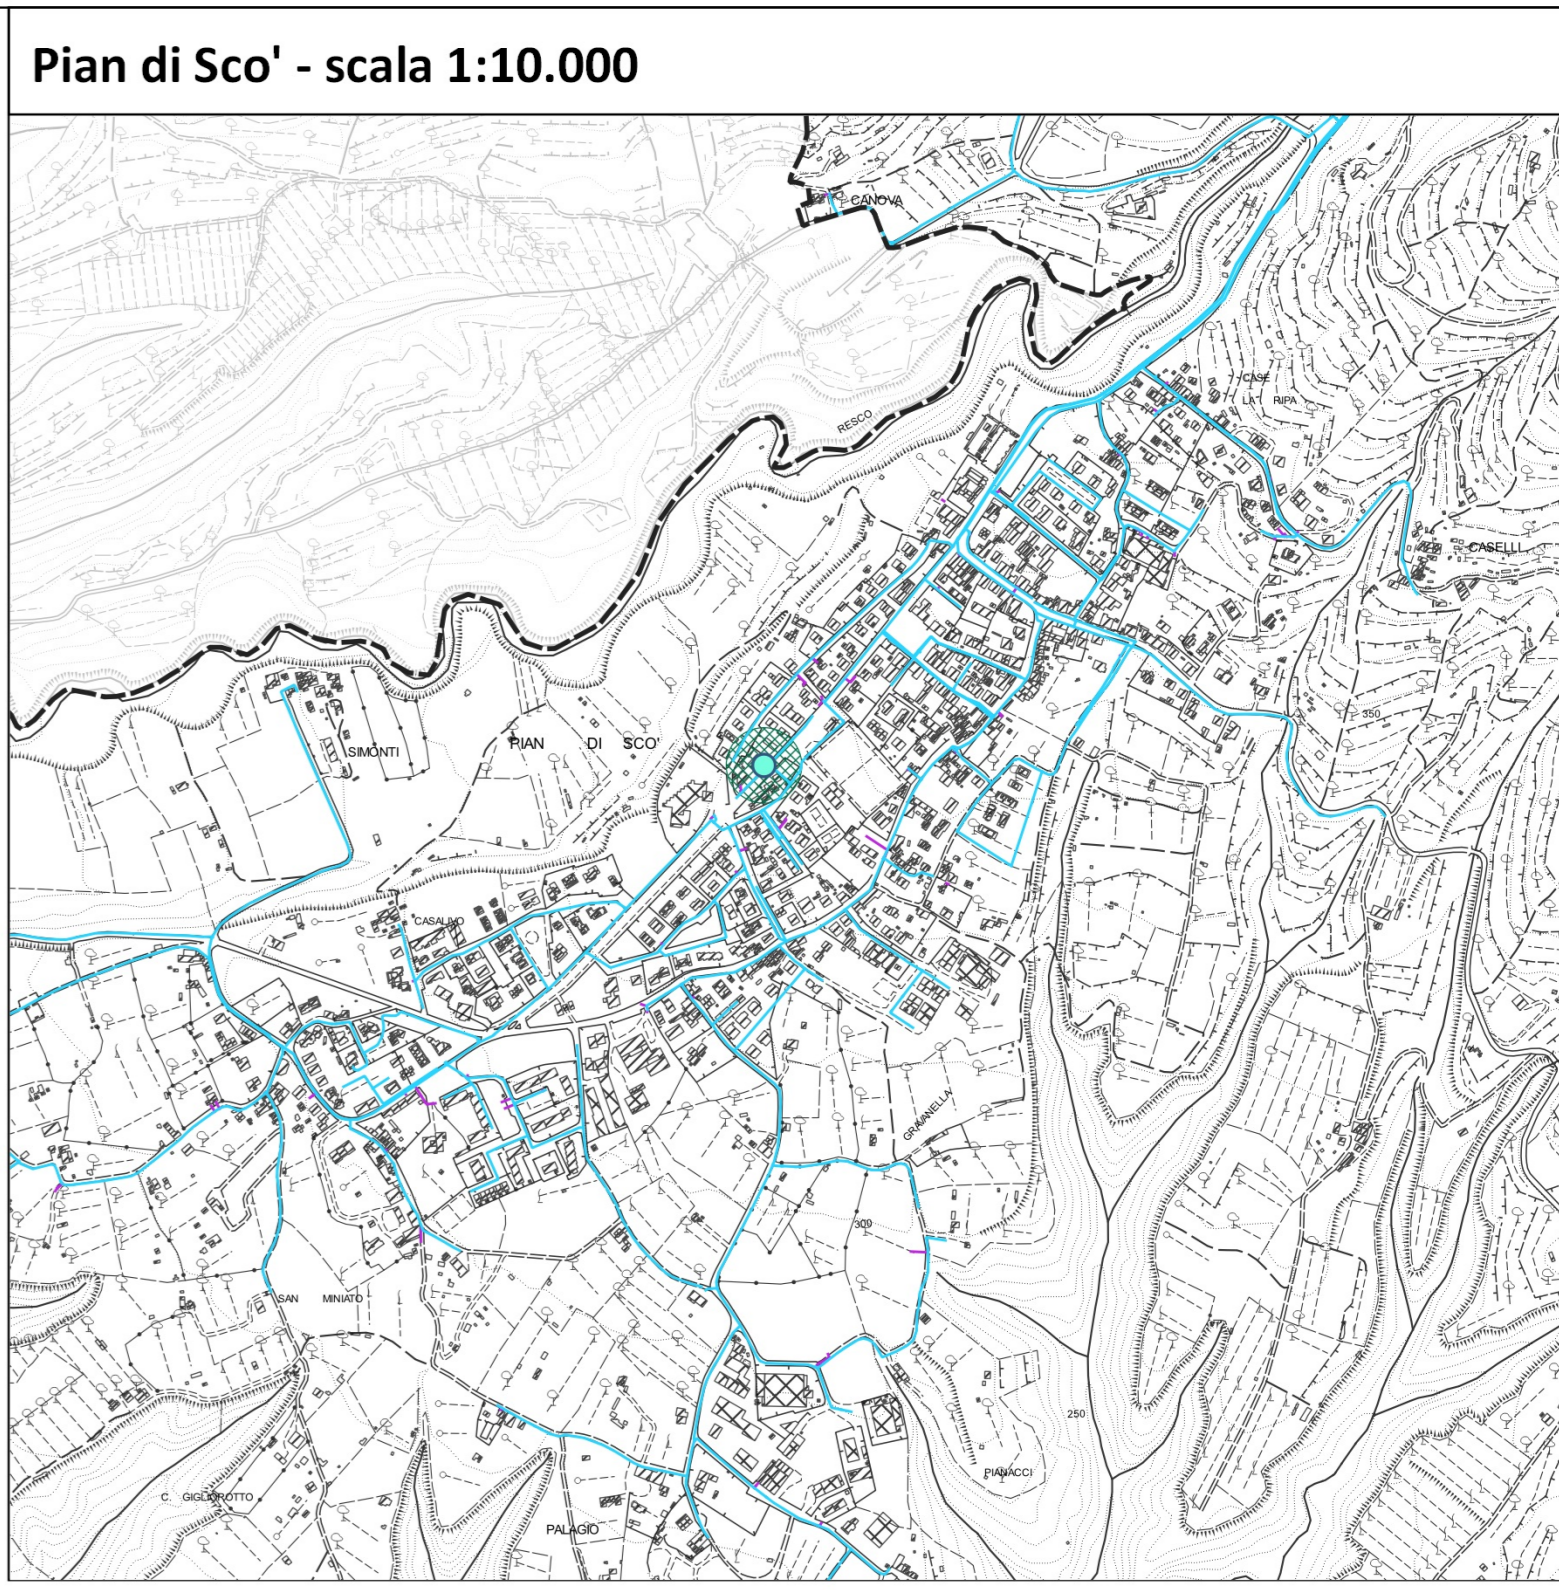 Pian di Sco' - scala 1:10.000
CANOVA
CASE
LA RIPA
RESCO
CASELLI
350
PIAN DI SCO'
SIMONTI
CASALIVO
GRAVANELLA
300
SAN MINIATO
250
PIANACCI
C. GIGLIOROTTO
PALAGIO